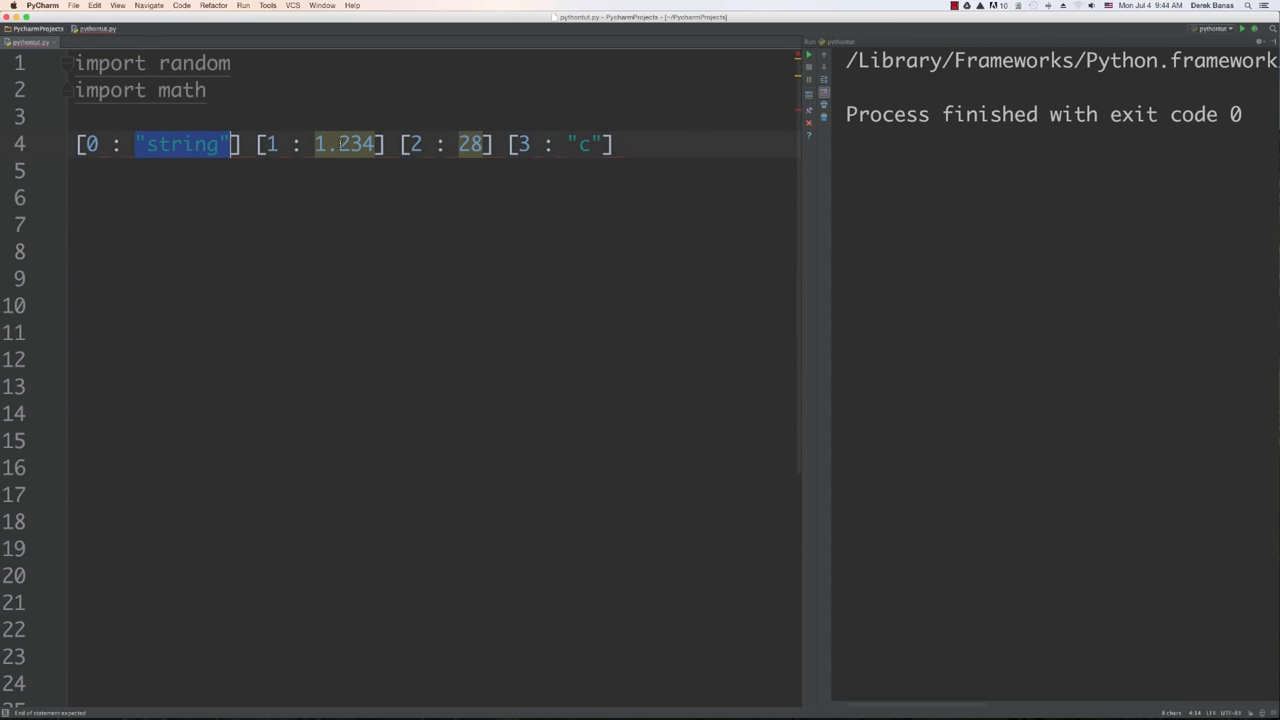 PyCharm File Edit View Navigate Code Refactor Run Tools VCS Window Help
10 Mon Jul 4 9:44 AM Derek Banas
pythontut.py - PycharmProjects - [~/PycharmProjects]
PycharmProjects pythontut.py pythontut
pythontut.py
Run pythontut
1 import random
2 import math
3
4 [0 : "string"] [1 : 1.234] [2 : 28] [3 : "c"]
5
6
7
8
9
10
11
12
13
14
15
16
17
18
19
20
21
22
23
24
/Library/Frameworks/Python.framework
Process finished with exit code 0
End of statement expected
8 chars 4:14 LF‡ UTF-8‡